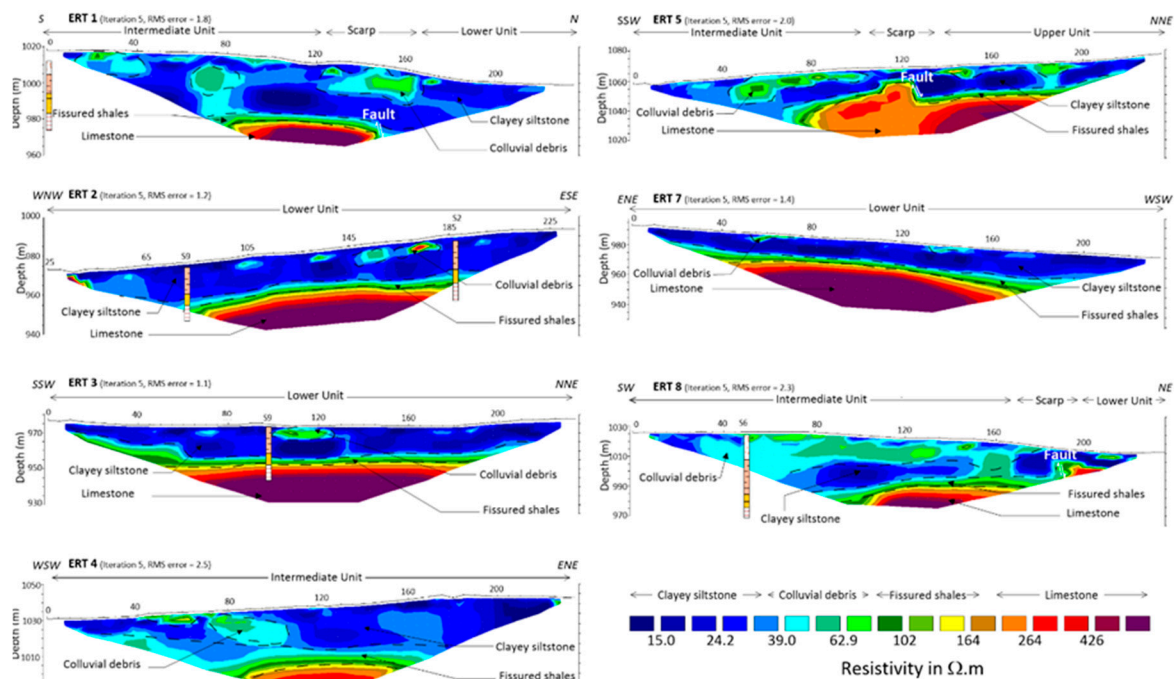 S ERT 1 (Iteration 5, RMS error = 1.8) N
Intermediate Unit Scarp Lower Unit
0 40 80 120 160 200
1020
1000
980
960
Depth (m)
Fissured shales
Limestone
Fault
Clayey siltstone
Colluvial debris
WNW ERT 2 (Iteration 5, RMS error = 1.2) ESE
Lower Unit
25 65 59 105 145 185 52 225
1000
980
960
940
Depth (m)
Clayey siltstone
Limestone
Colluvial debris
Fissured shales
SSW ERT 3 (Iteration 5, RMS error = 1.1) NNE
Lower Unit
0 40 80 59 120 160 200
970
950
930
Depth (m)
Clayey siltstone
Limestone
Colluvial debris
Fissured shales
WSW ERT 4 (Iteration 5, RMS error = 2.5) ENE
Intermediate Unit
0 40 80 120 160 200
1050
1030
1010
Depth (m)
Colluvial debris
Clayey siltstone
Fissured shales
SSW ERT 5 (Iteration 5, RMS error = 2.0) NNE
Intermediate Unit Scarp Upper Unit
0 40 80 120 160 200
1080
1060
1040
1020
Depth (m)
Fault
Colluvial debris
Limestone
Clayey siltstone
Fissured shales
ENE ERT 7 (Iteration 5, RMS error = 1.4) WSW
Lower Unit
0 40 80 120 160 200
980
960
940
Depth (m)
Colluvial debris
Limestone
Clayey siltstone
Fissured shales
SW ERT 8 (Iteration 5, RMS error = 2.3) NE
Intermediate Unit Scarp Lower Unit
0 40 56 80 120 160 200
1030
1010
990
970
Depth (m)
Fault
Colluvial debris
Clayey siltstone
Fissured shales
Limestone
Clayey siltstone Colluvial debris Fissured shales Limestone
15.0 24.2 39.0 62.9 102 164 264 426
Resistivity in Ω.m